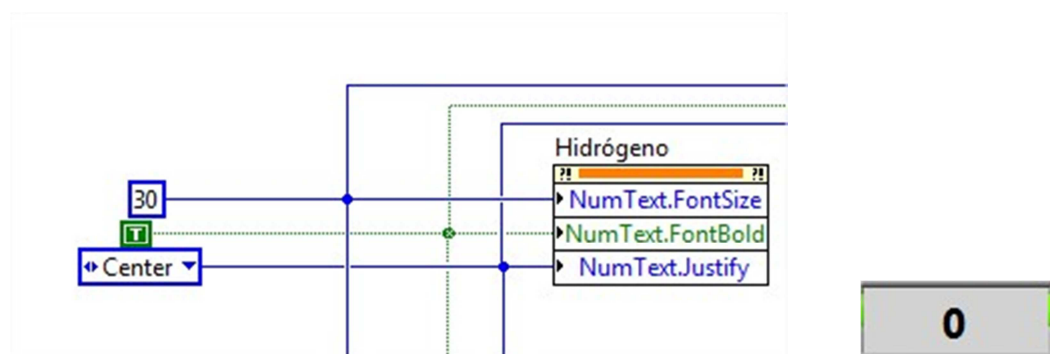 Hidrógeno
?! ?!
30
NumText.FontSize
T
NumText.FontBold
Center
NumText.Justify
0